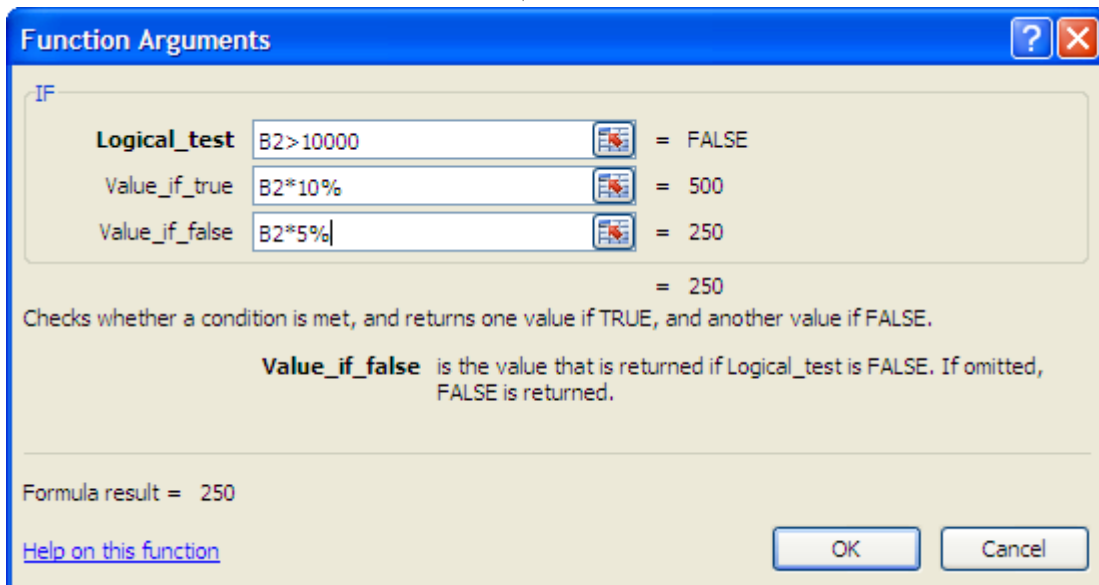 Function Arguments
IF
Logical_test B2>10000 = FALSE
Value_if_true B2*10% = 500
Value_if_false B2*5% = 250
= 250
Checks whether a condition is met, and returns one value if TRUE, and another value if FALSE.
Value_if_false is the value that is returned if Logical_test is FALSE. If omitted,
FALSE is returned.
Formula result = 250
Help on this function OK Cancel